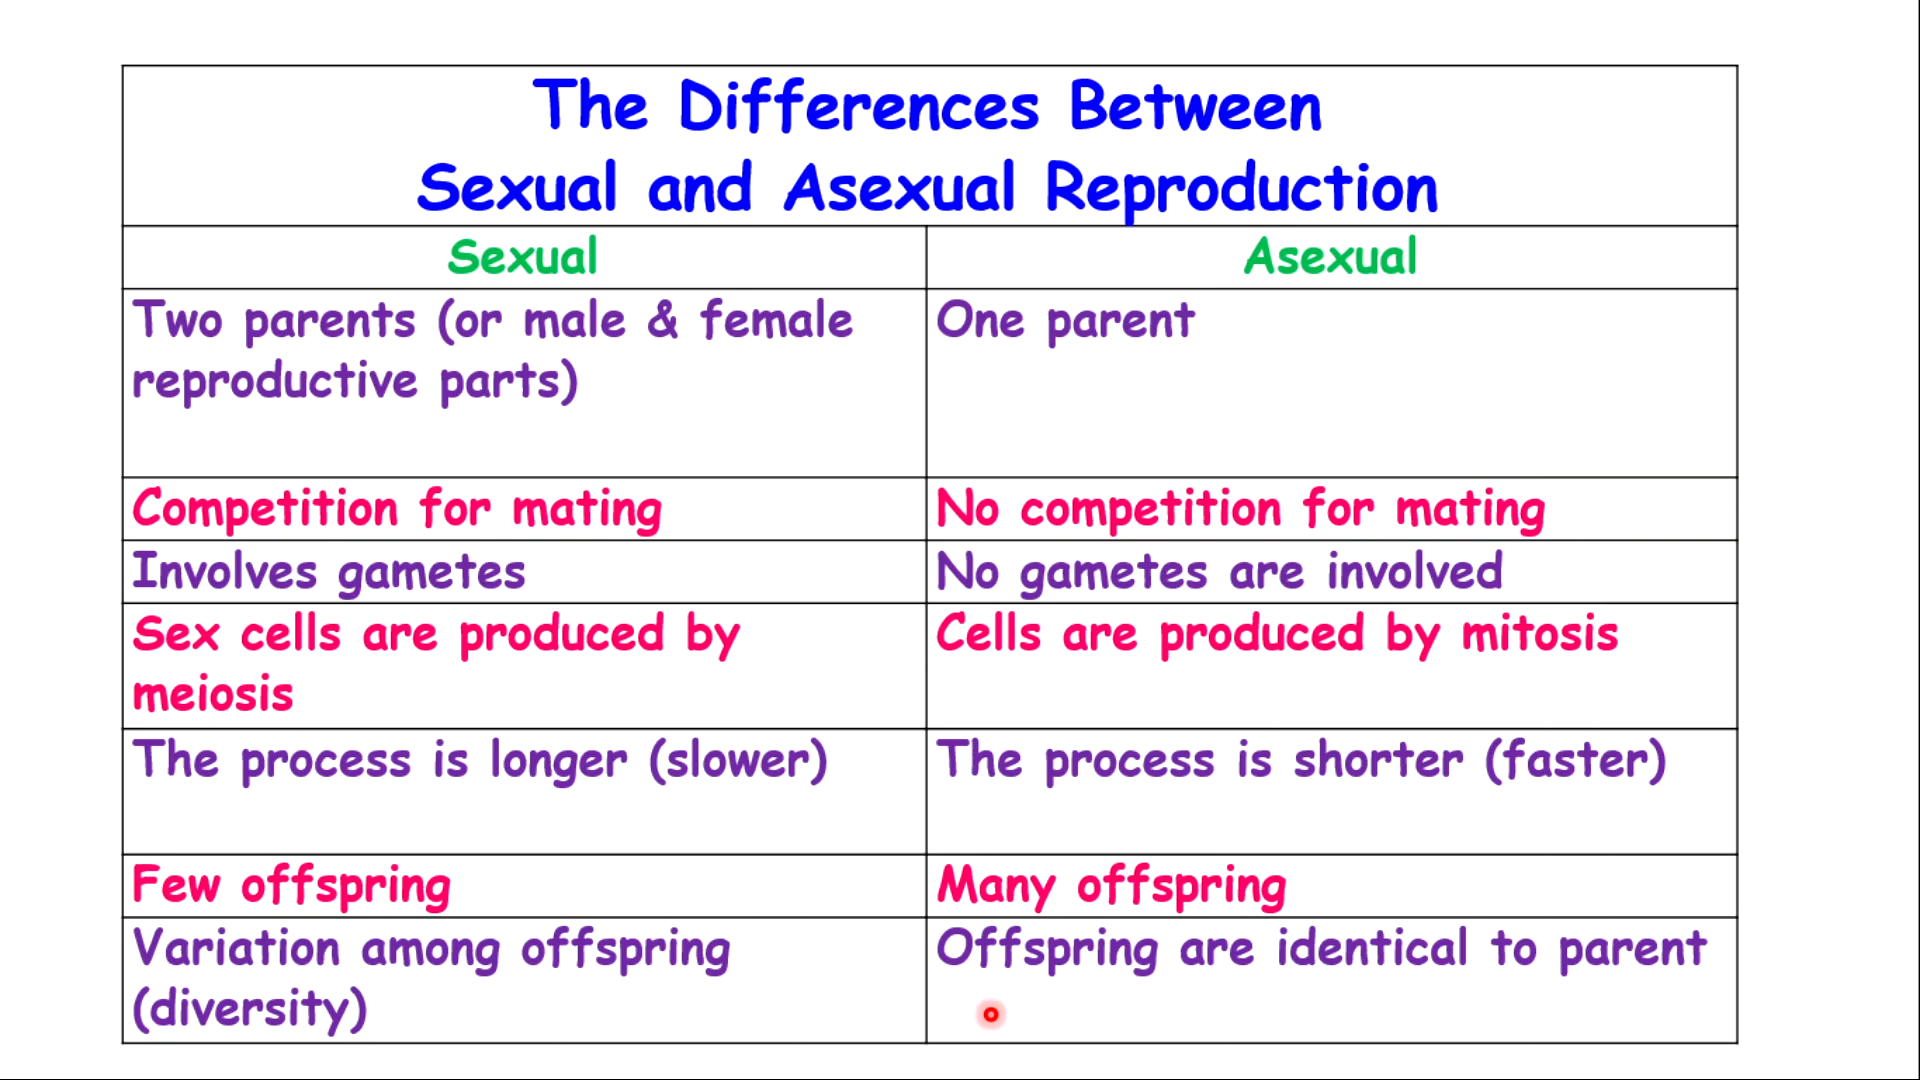 The Differences Between
Sexual and Asexual Reproduction
Sexual
Asexual
Two parents (or male & female
reproductive parts)
One parent
Competition for mating
No competition for mating
Involves gametes
No gametes are involved
Sex cells are produced by
meiosis
Cells are produced by mitosis
The process is longer (slower)
The process is shorter (faster)
Few offspring
Many offspring
Variation among offspring
(diversity)
Offspring are identical to parent